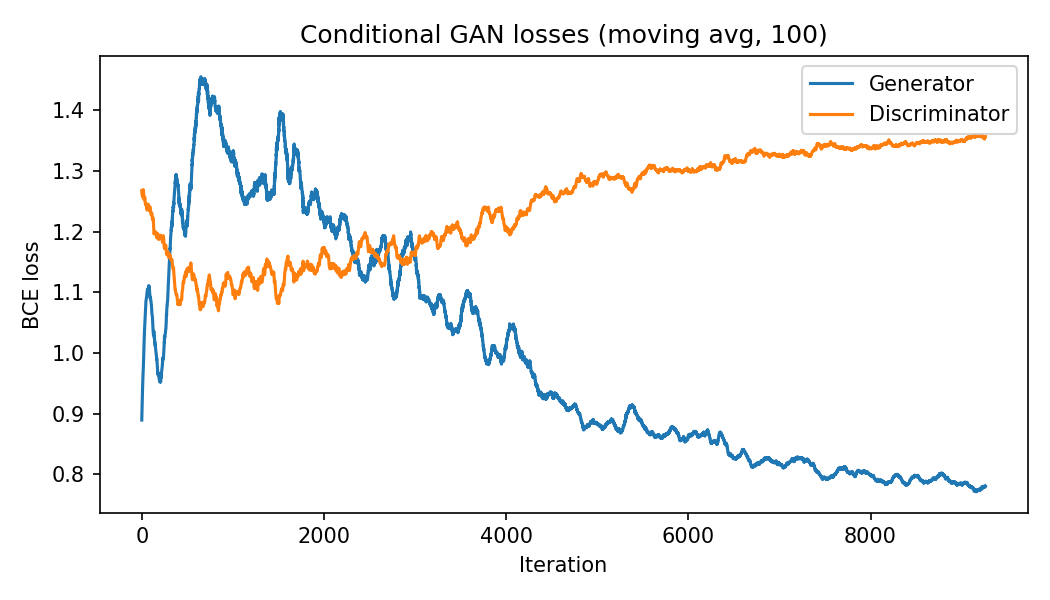 Conditional GAN losses (moving avg, 100)
Generator
Discriminator
BCE loss
1.4
1.3
1.2
1.1
1.0
0.9
0.8
0 2000 4000 6000 8000
Iteration